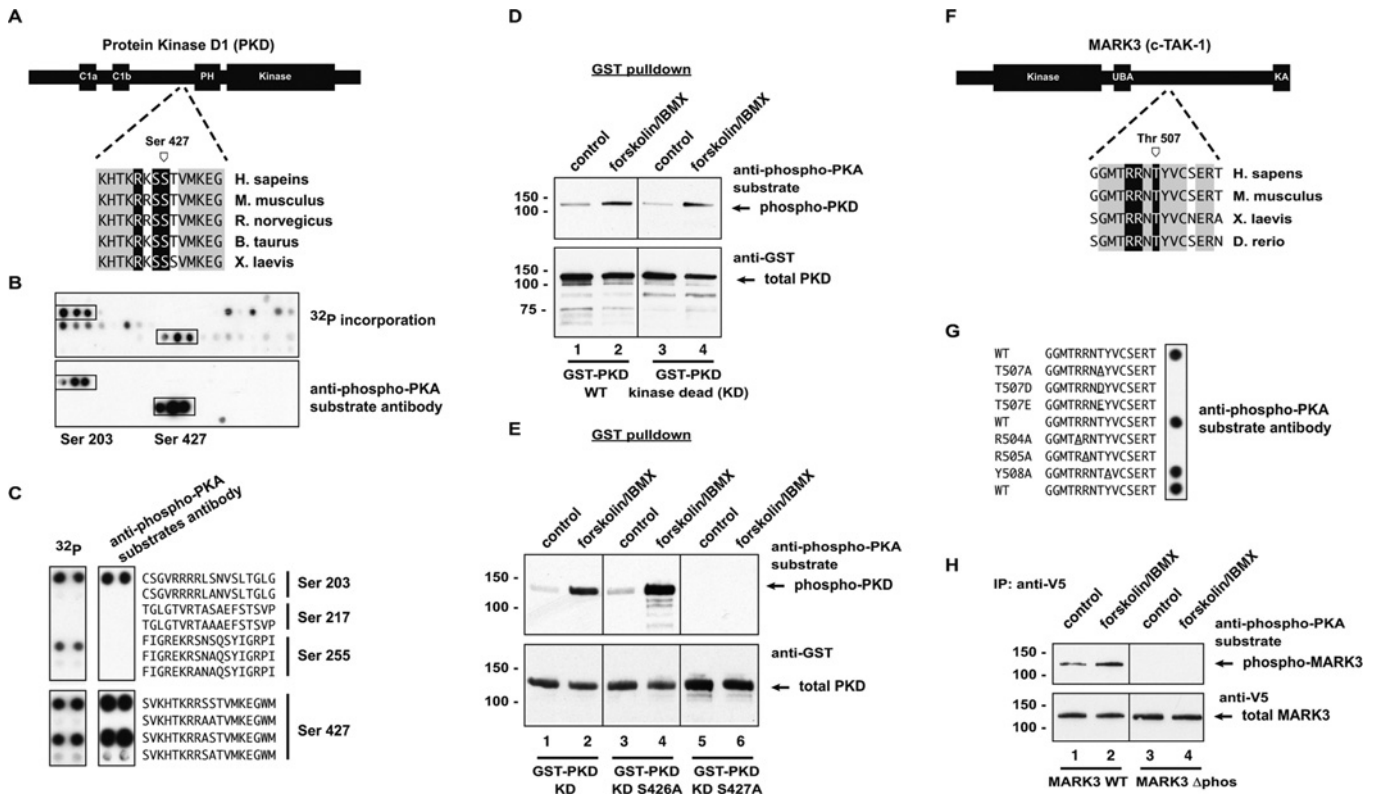 A
Protein Kinase D1 (PKD)
C1a C1b PH Kinase
Ser 427
KHTKRKSSTVMKEG H. sapeins
KHTKRRSSTVMKEG M. musculus
KHTKRRSSTVMKEG R. norvegicus
KHTKRRSSTVMKEG B. taurus
KHTKRKSSSVMKEG X. laevis
B
32P incorporation
anti-phospho-PKA
substrate antibody
Ser 203 Ser 427
C
32P
anti-phospho-PKA
substrates antibody
CSGVRRRRLSNVSLTGLG
CSGVRRRRLANVSLTGLG
Ser 203
TGLGTVRTASAEFSTSVP
TGLGTVRTAAAEFSTSVP
Ser 217
FIGREKRSNSQSYIGRPI
FIGREKRSNAQSYIGRPI
FIGREKRANAQSYIGRPI
Ser 255
SVKHTKRRSSTVMKEGWM
SVKHTKRRAATVMKEGWM
SVKHTKRRASTVMKEGWM
SVKHTKRRSATVMKEGWM
Ser 427
D
GST pulldown
control forskolin/IBMX control forskolin/IBMX
anti-phospho-PKA
substrate
150 -
100 -
phospho-PKD
anti-GST
150 -
100 -
75 -
total PKD
1 2 3 4
GST-PKD GST-PKD
WT kinase dead (KD)
E
GST pulldown
control forskolin/IBMX control forskolin/IBMX control forskolin/IBMX
anti-phospho-PKA
substrate
150 -
100 -
phospho-PKD
anti-GST
150 -
100 -
total PKD
1 2 3 4 5 6
GST-PKD GST-PKD GST-PKD
KD KD S426A KD S427A
F
MARK3 (c-TAK-1)
Kinase UBA KA
Thr 507
GGMTRRNTYVCSERT H. sapens
GGMTRRNTYVCSERT M. musculus
SGMTRRNTYVCNERA X. laevis
SGMTRRNTYVCSERN D. rerio
G
WT GGMTRRNTYVCSERT
T507A GGMTRRNAYVCSERT
T507D GGMTRRNDYVCSERT
T507E GGMTRRNEYVCSERT
WT GGMTRRNTYVCSERT
R504A GGMTARNTYVCSERT
R505A GGMTRANTYVCSERT
Y508A GGMTRRNTAVCSERT
WT GGMTRRNTYVCSERT
anti-phospho-PKA
substrate antibody
H
IP: anti-V5
control forskolin/IBMX control forskolin/IBMX
anti-phospho-PKA
substrate
150 -
100 -
phospho-MARK3
anti-V5
150 -
100 -
total MARK3
1 2 3 4
MARK3 WT MARK3 Δphos